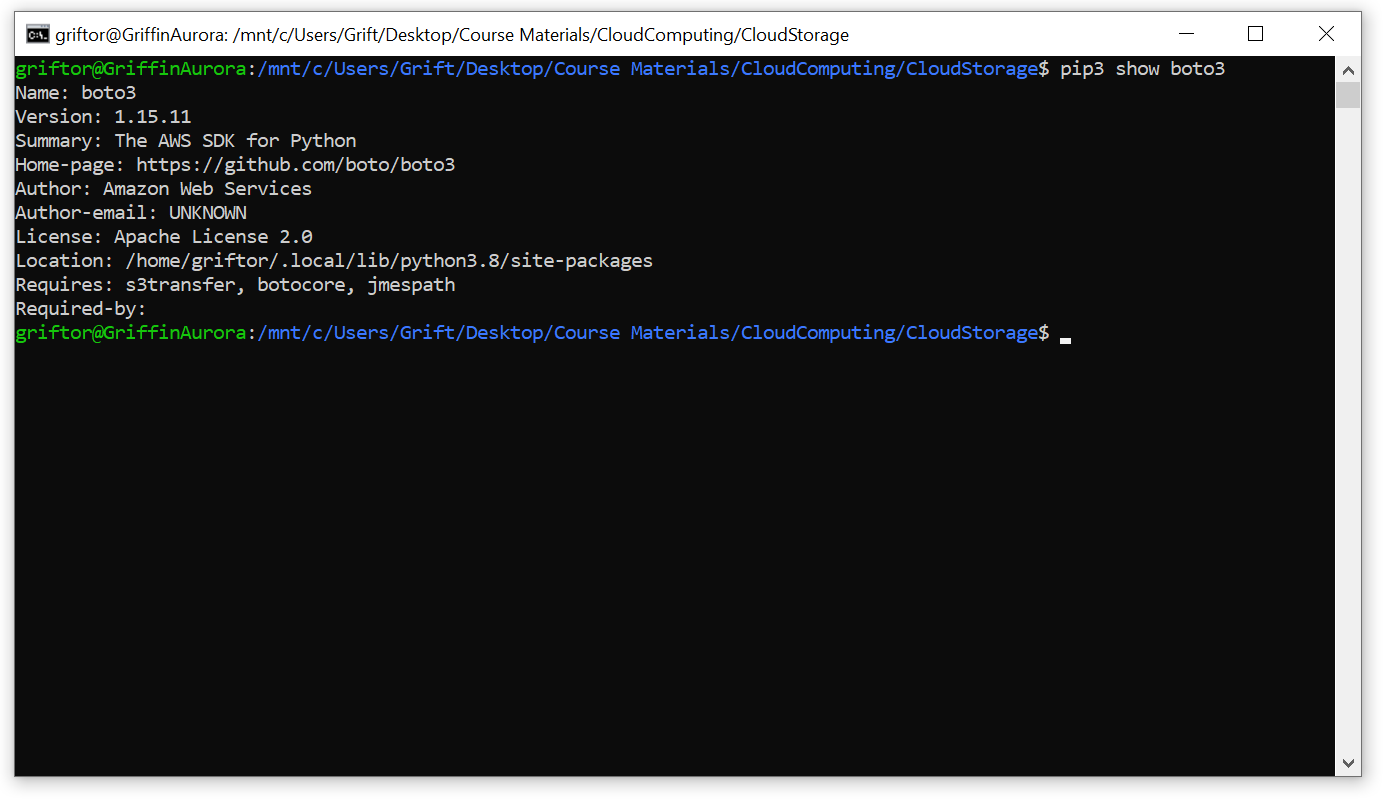 griftor@GriffinAurora: /mnt/c/Users/Grift/Desktop/Course Materials/CloudComputing/CloudStorage
griftor@GriffinAurora:/mnt/c/Users/Grift/Desktop/Course Materials/CloudComputing/CloudStorage$ pip3 show boto3
Name: boto3
Version: 1.15.11
Summary: The AWS SDK for Python
Home-page: https://github.com/boto/boto3
Author: Amazon Web Services
Author-email: UNKNOWN
License: Apache License 2.0
Location: /home/griftor/.local/lib/python3.8/site-packages
Requires: s3transfer, botocore, jmespath
Required-by:
griftor@GriffinAurora:/mnt/c/Users/Grift/Desktop/Course Materials/CloudComputing/CloudStorage$